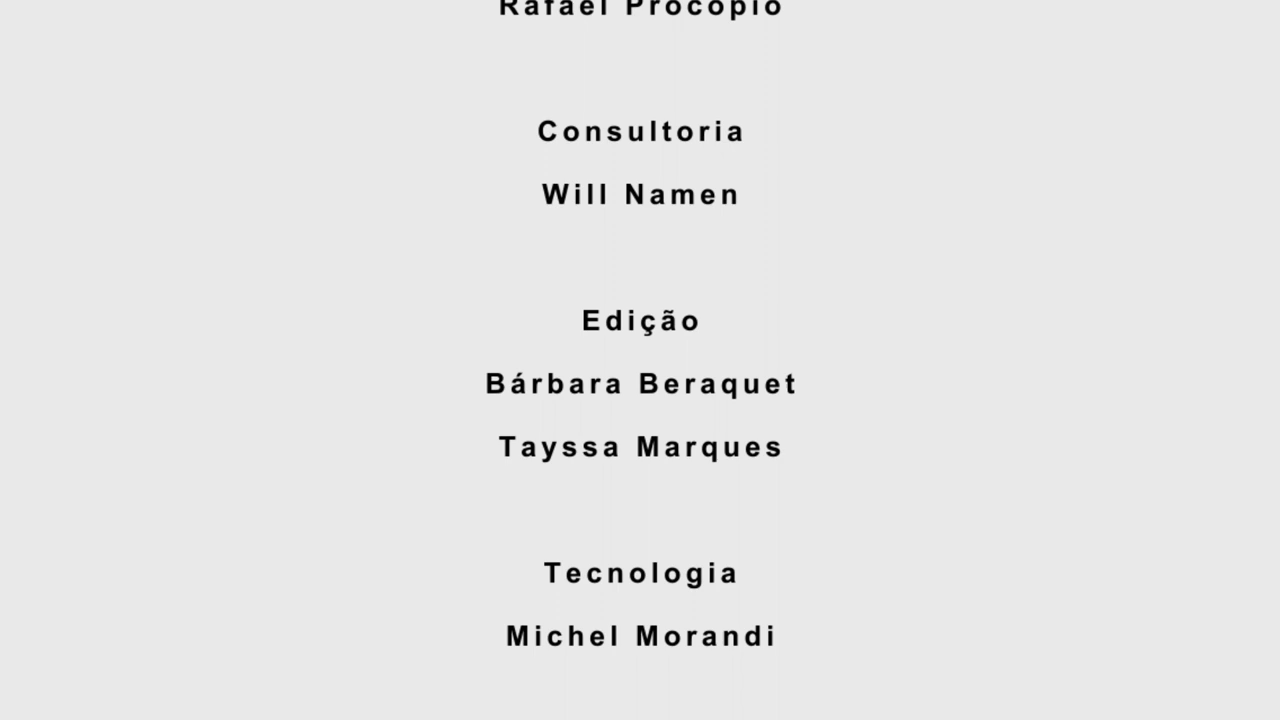 Rafael Procopio
Consultoria
Will Namen
Edição
Bárbara Beraquet
Tayssa Marques
Tecnologia
Michel Morandi